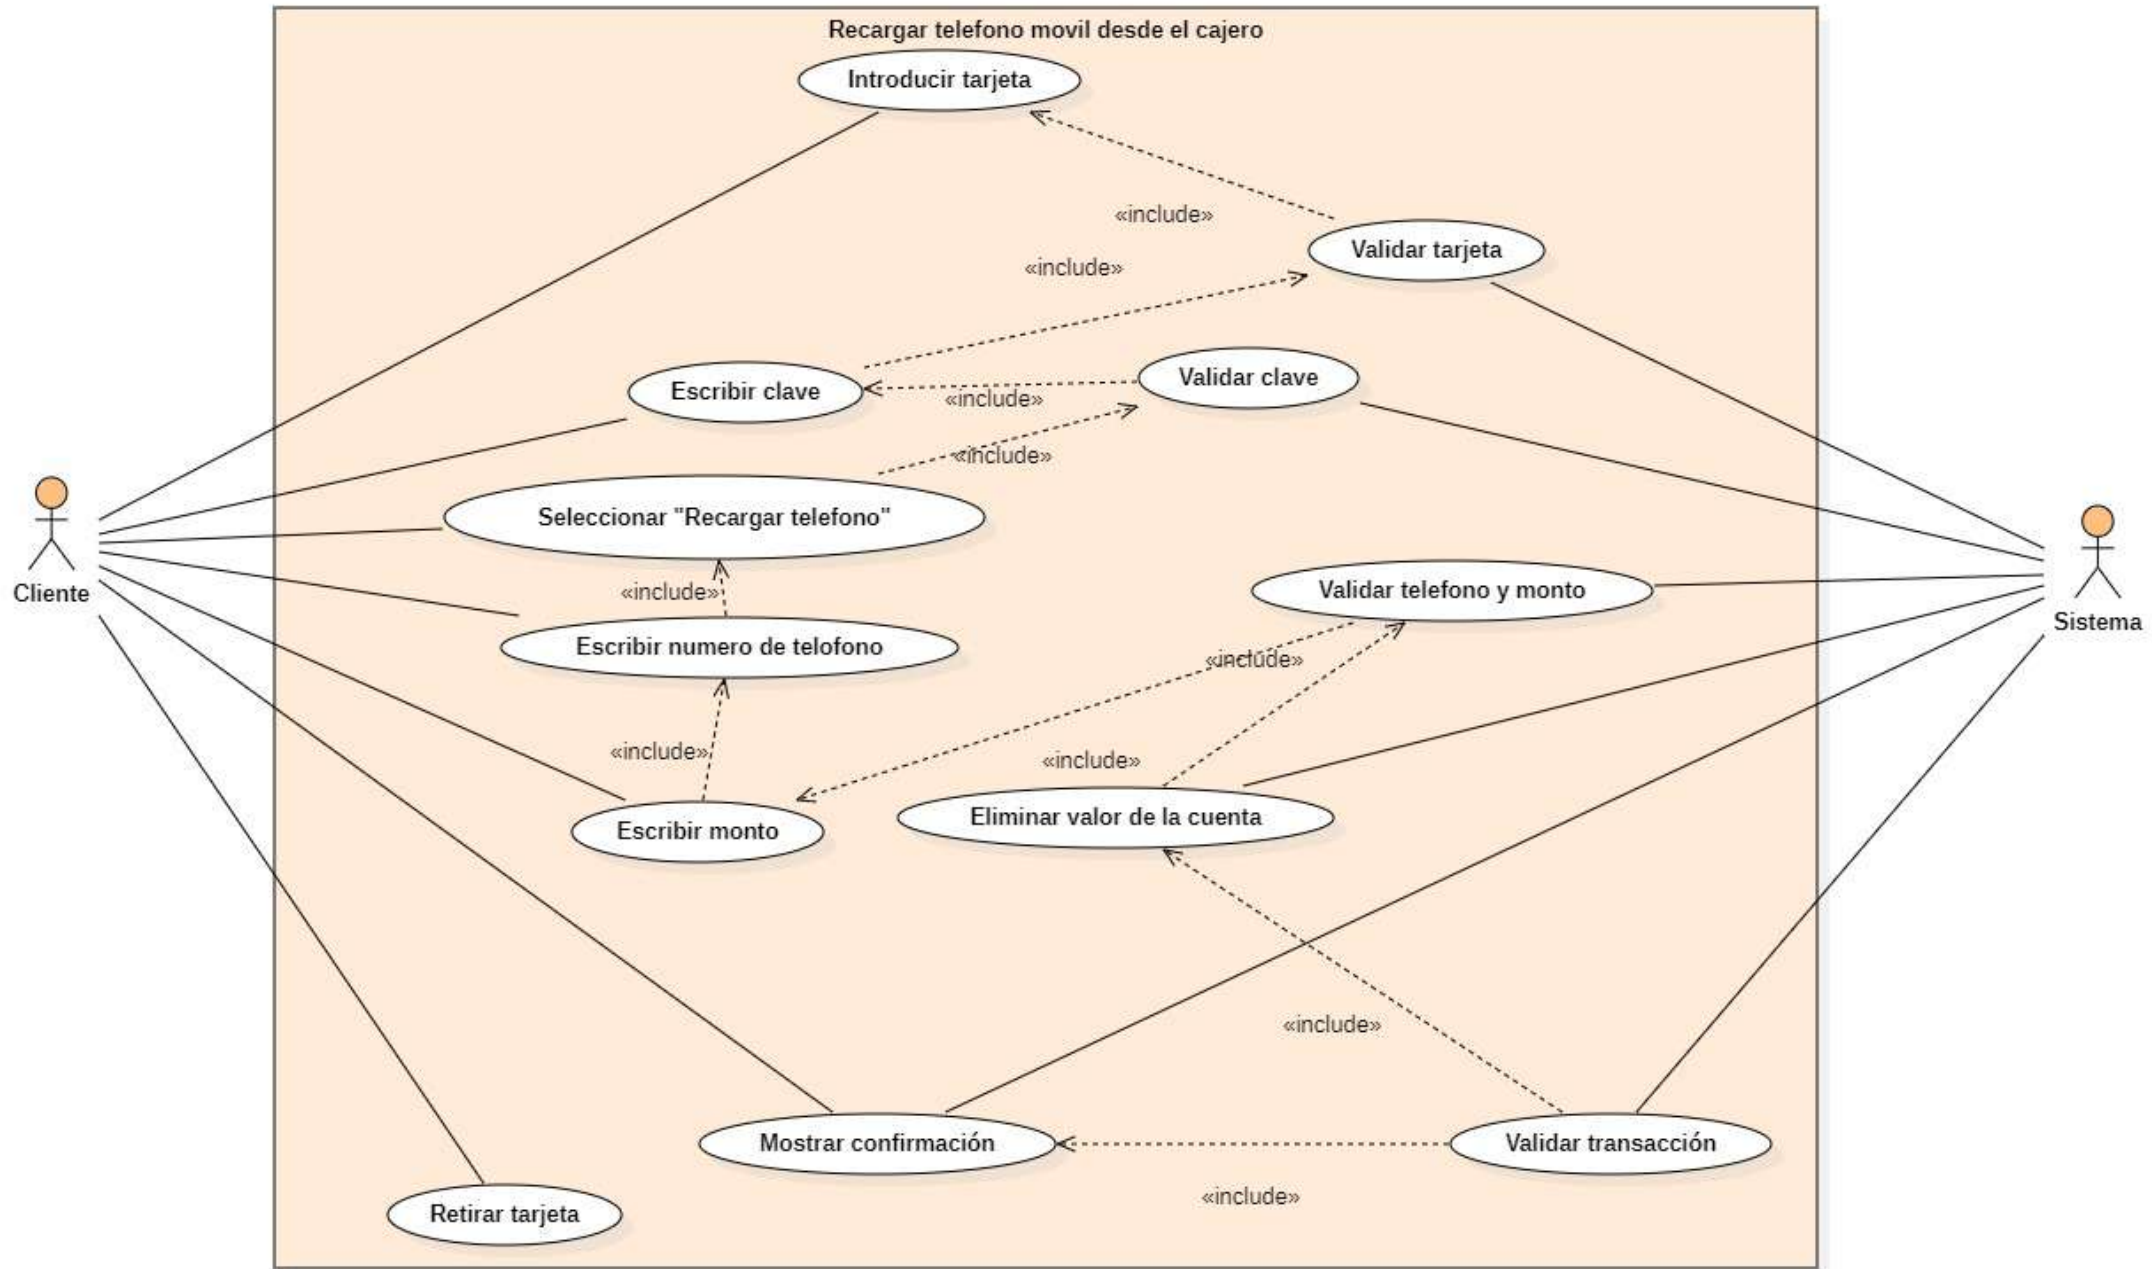 Recargar telefono movil desde el cajero
Introducir tarjeta
«include»
Validar tarjeta
«include»
Escribir clave
Validar clave
«include»
«include»
Seleccionar "Recargar telefono"
Cliente
«include»
Validar telefono y monto
Sistema
Escribir numero de telofono
«include»
«include»
«include»
Escribir monto
Eliminar valor de la cuenta
«include»
Mostrar confirmación
Validar transacción
«include»
Retirar tarjeta